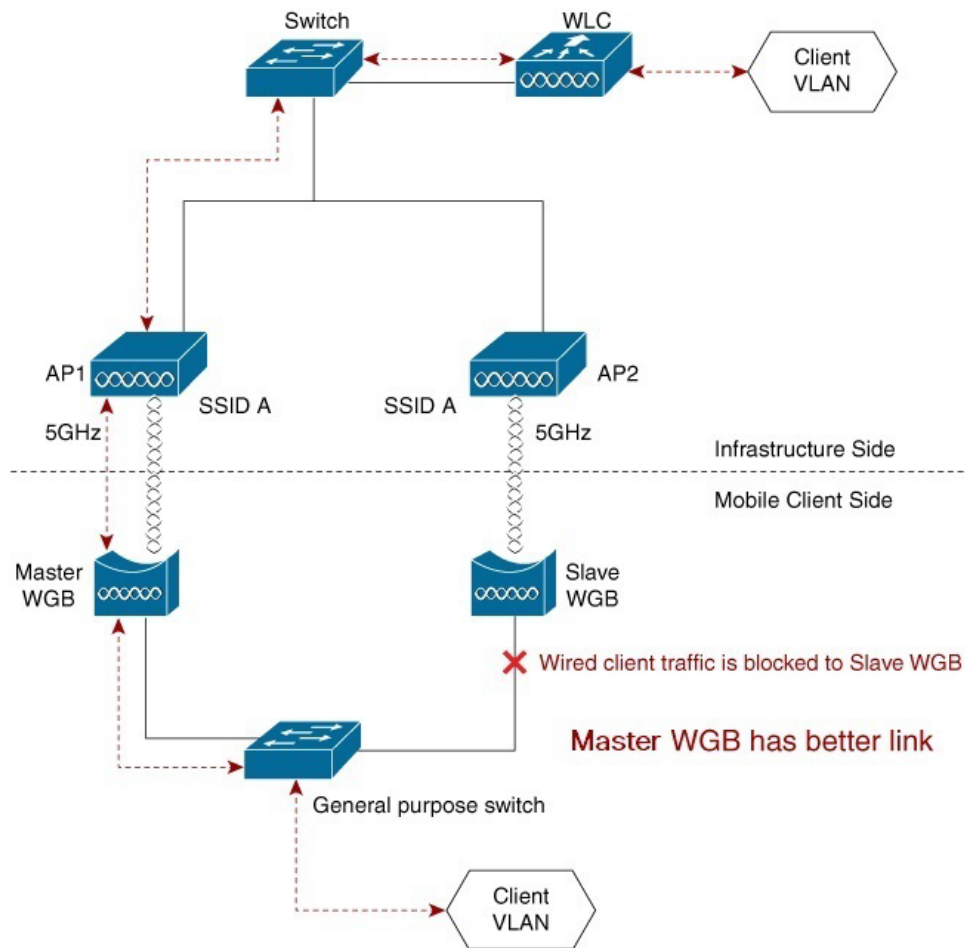 Switch
WLC
Client
VLAN
AP1
SSID A
SSID A
AP2
5GHz
5GHz
Infrastructure Side
Mobile Client Side
Master
WGB
Slave
WGB
Wired client traffic is blocked to Slave WGB
Master WGB has better link
General purpose switch
Client
VLAN